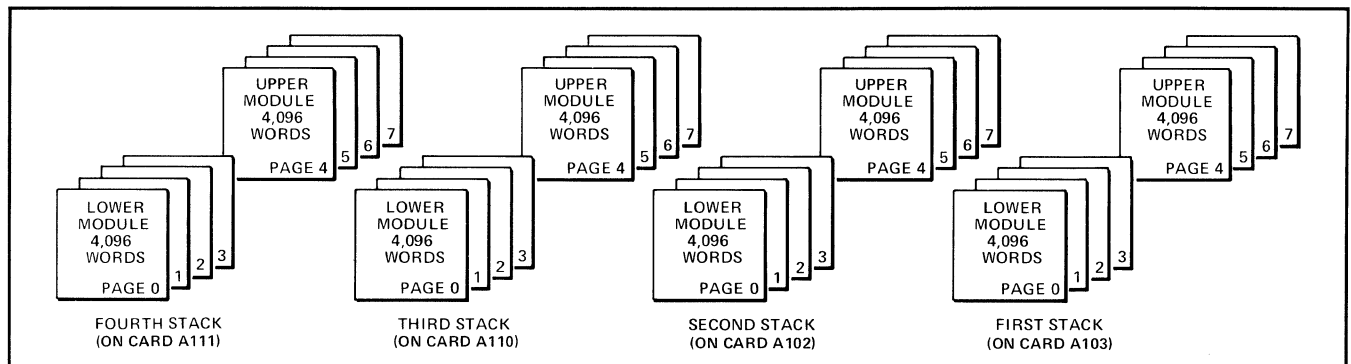 UPPER
MODULE
4,096
WORDS
PAGE 4
5
6
7
LOWER
MODULE
4,096
WORDS
PAGE 0
1
2
3
FOURTH STACK
(ON CARD A111)
UPPER
MODULE
4,096
WORDS
PAGE 4
5
6
7
LOWER
MODULE
4,096
WORDS
PAGE 0
1
2
3
THIRD STACK
(ON CARD A110)
UPPER
MODULE
4,096
WORDS
PAGE 4
5
6
7
LOWER
MODULE
4,096
WORDS
PAGE 0
1
2
3
SECOND STACK
(ON CARD A102)
UPPER
MODULE
4,096
WORDS
PAGE 4
5
6
7
LOWER
MODULE
4,096
WORDS
PAGE 0
1
2
3
FIRST STACK
(ON CARD A103)